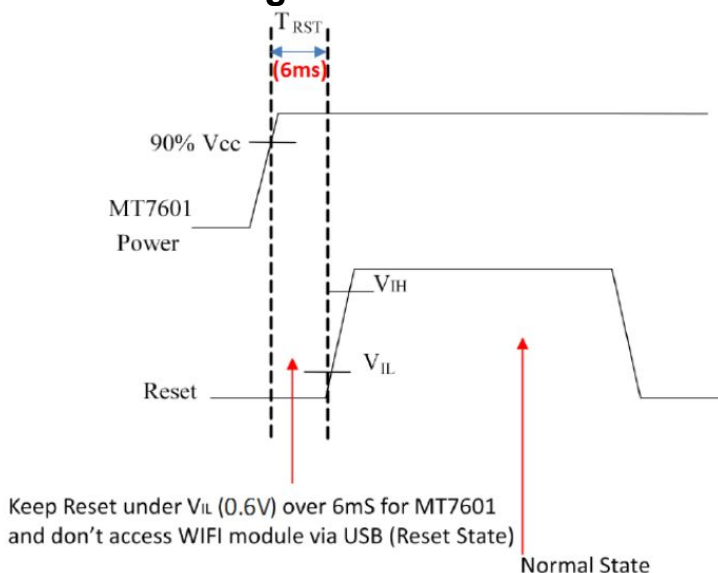 T RST
(6ms)
90% Vcc
MT7601
Power
VIH
VIL
Reset
Keep Reset under VIL (0.6V) over 6mS for MT7601
and don't access WIFI module via USB (Reset State)
Normal State